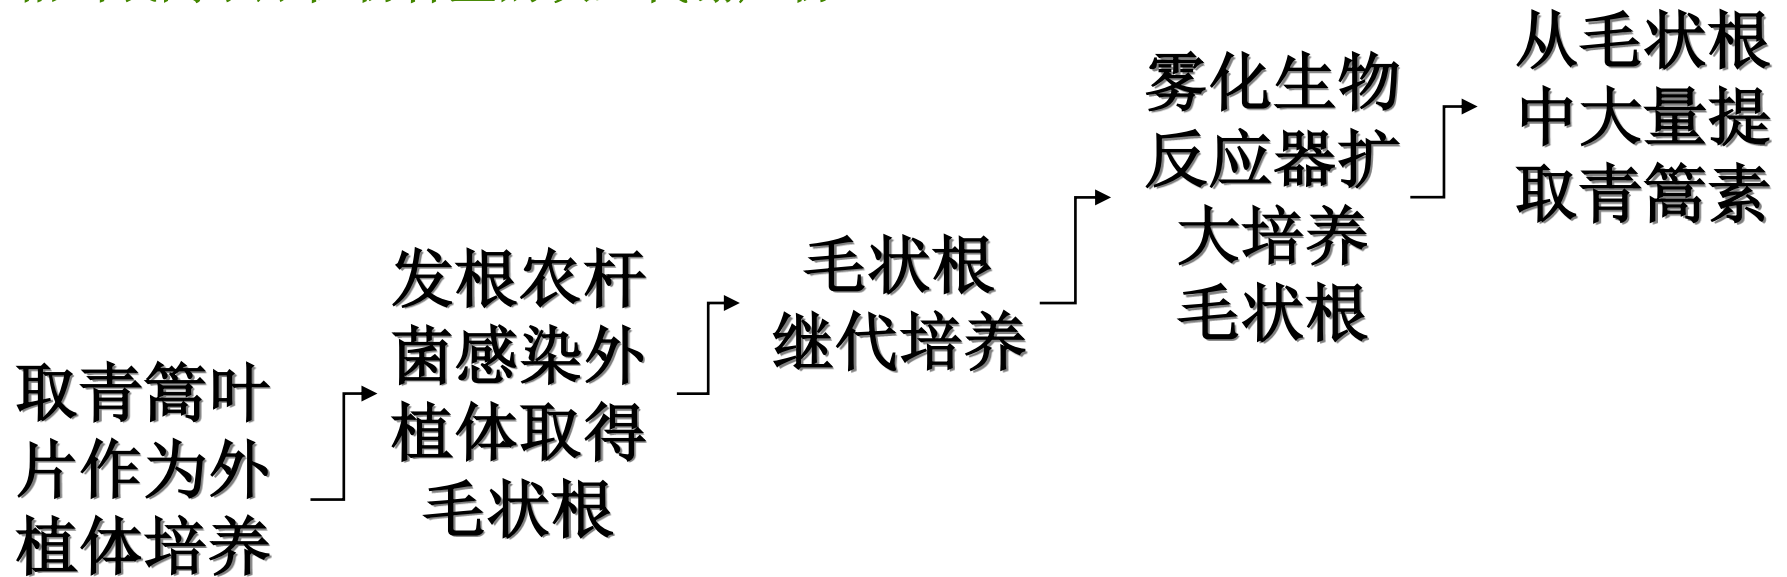 取青篙叶
片作为外
植体培养
发根农杆
菌感染外
植体取得
毛状根
毛状根
继代培养
雾化生物
反应器扩
大培养
毛状根
从毛状根
中大量提
取青篙素